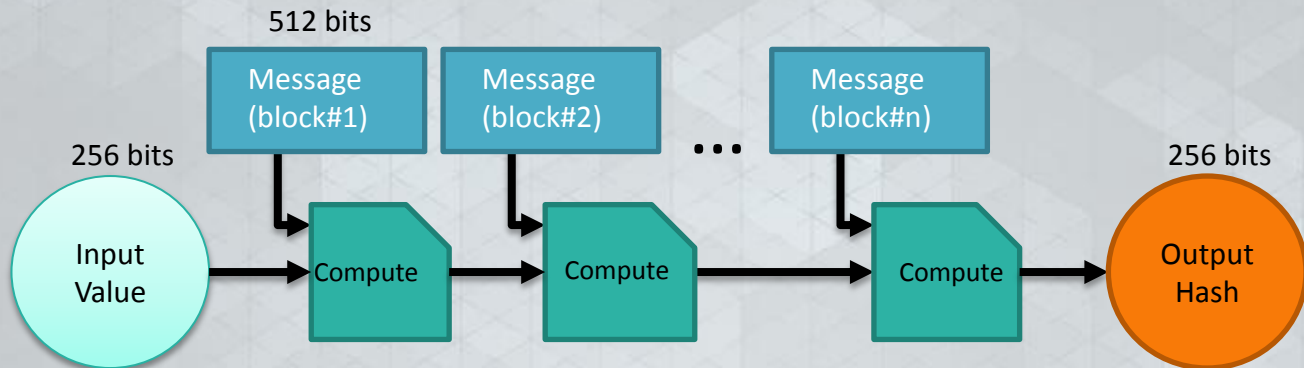 512 bits
Message
(block#1)
Message
(block#2)
...
Message
(block#n)
256 bits
Input
Value
Compute
Compute
Compute
256 bits
Output
Hash